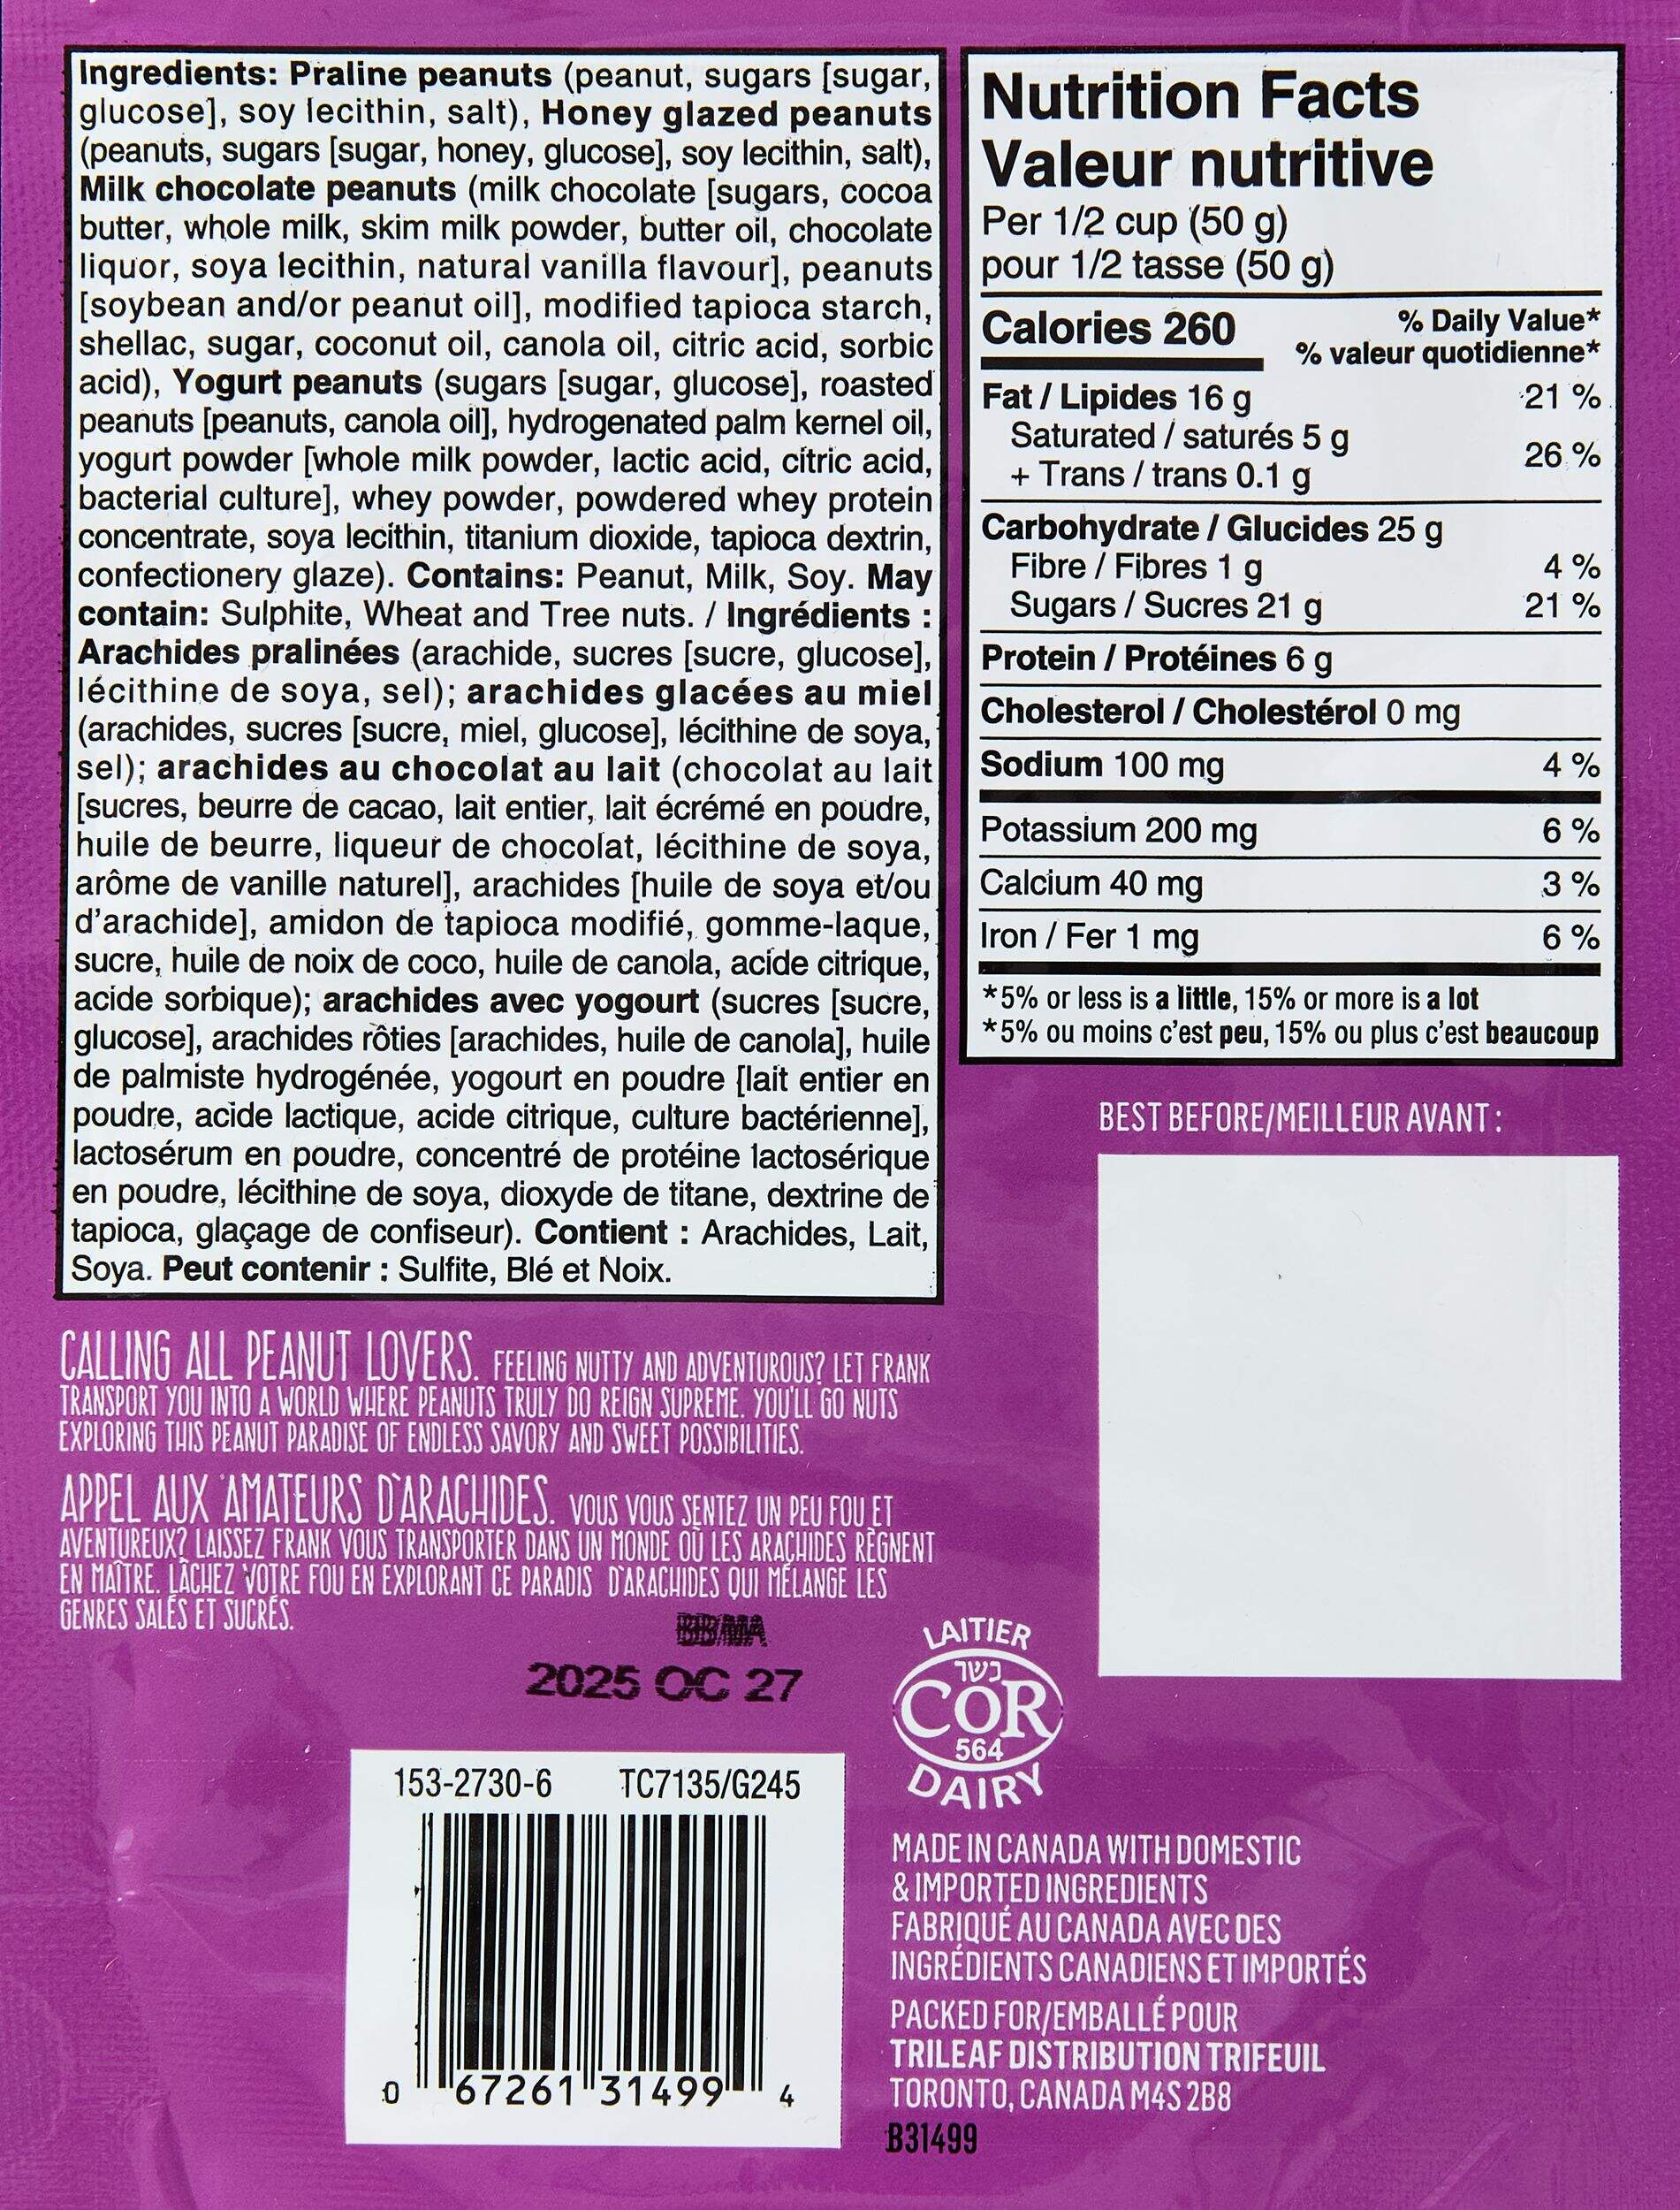 Ingredients: Praline peanuts (peanut, sugars [sugar,
glucose], soy lecithin, salt), Honey glazed peanuts
(peanuts, sugars [sugar, honey, glucose], soy lecithin, salt),
Milk chocolate peanuts (milk chocolate [sugars, cocoa
butter, whole milk, skim milk powder, butter oil, chocolate
liquor, soya lecithin, natural vanilla flavour], peanuts
[soybean and/or peanut oil], modified tapioca starch,
shellac, sugar, coconut oil, canola oil, citric acid, sorbic
acid), Yogurt peanuts (sugars [sugar, glucose], roasted
peanuts [peanuts, canola oil], hydrogenated palm kernel oil,
yogurt powder [whole milk powder, lactic acid, citric acid,
bacterial culture], whey powder, powdered whey protein
concentrate, soya lecithin, titanium dioxide, tapioca dextrin,
confectionery glaze). Contains: Peanut, Milk, Soy. May
contain: Sulphite, Wheat and Tree nuts. / Ingrédients :
Arachides pralinées (arachide, sucres [sucre, glucose],
lécithine de soya, sel); arachides glacées au miel
(arachides, sucres [sucre, miel, glucose], lécithine de soya,
sel); arachides au chocolat au lait (chocolat au lait
[sucres, beurre de cacao, lait entier, lait écrémé en poudre,
huile de beurre, liqueur de chocolat, lécithine de soya,
arôme de vanille naturel], arachides [huile de soya et/ou
d'arachide], amidon de tapioca modifié, gomme-laque,
sucre, huile de noix de coco, huile de canola, acide citrique,
acide sorbique); arachides avec yogourt (sucres [sucre,
glucose], arachides rôties [arachides, huile de canola], huile
de palmiste hydrogénée, yogourt en poudre [lait entier en
poudre, acide lactique, acide citrique, culture bactérienne],
lactosérum en poudre, concentré de protéine lactosérique
en poudre, lécithine de soya, dioxyde de titane, dextrine de
tapioca, glaçage de confiseur). Contient : Arachides, Lait,
Soya. Peut contenir : Sulfite, Blé et Noix.
Nutrition Facts
Valeur nutritive
Per 1/2 cup (50 g)
pour 1/2 tasse (50 g)
Calories 260 % Daily Value*
% valeur quotidienne*
Fat / Lipides 16 g 21 %
Saturated / saturés 5 g
+ Trans / trans 0.1 g 26 %
Carbohydrate / Glucides 25 g
Fibre / Fibres 1 g 4 %
Sugars / Sucres 21 g 21 %
Protein / Protéines 6 g
Cholesterol / Cholestérol 0 mg
Sodium 100 mg 4 %
Potassium 200 mg 6 %
Calcium 40 mg 3 %
Iron / Fer 1 mg 6 %
*5% or less is a little, 15% or more is a lot
*5% ou moins c'est peu, 15% ou plus c'est beaucoup
BEST BEFORE/MEILLEUR AVANT :
CALLING ALL PEANUT LOVERS. FEELING NUTTY AND ADVENTUROUS? LET FRANK
TRANSPORT YOU INTO A WORLD WHERE PEANUTS TRULY DO REIGN SUPREME. YOU'LL GO NUTS
EXPLORING THIS PEANUT PARADISE OF ENDLESS SAVORY AND SWEET POSSIBILITIES.
APPEL AUX AMATEURS D'ARACHIDES. VOUS VOUS SENTEZ UN PEU FOU ET
AVENTUREUX? LAISSEZ FRANK VOUS TRANSPORTER DANS UN MONDE OÙ LES ARACHIDES RÈGNENT
EN MAÎTRE. LÂCHEZ VOTRE FOU EN EXPLORANT CE PARADIS D'ARACHIDES QUI MÉLANGE LES
GENRES SALÉS ET SUCRÉS.
BB/MA
2025 OC 27
LAITIER
כשר
COR
564
DAIRY
153-2730-6 TC7135/G245
0 67261 31499 4
MADE IN CANADA WITH DOMESTIC
& IMPORTED INGREDIENTS
FABRIQUÉ AU CANADA AVEC DES
INGRÉDIENTS CANADIENS ET IMPORTÉS
PACKED FOR/EMBALLÉ POUR
TRILEAF DISTRIBUTION TRIFEUIL
TORONTO, CANADA M4S 2B8
B31499